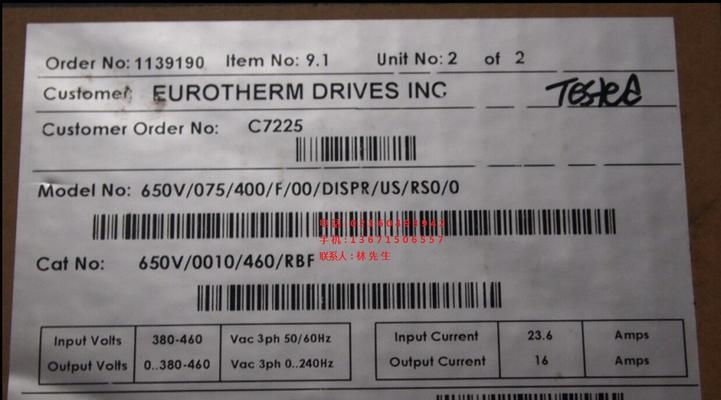 Order No: 1139190 Item No: 9.1 Unit No: 2 of 2
Customer: EUROTHERM DRIVES INC Tested
Customer Order No: C7225
Model No: 650V/075/400/F/00/DISPR/US/RS0/0
手机:13671506557
Cat No: 650V/0010/460/RBF
联系人:林先生
Input Volts 380-460 Vac 3ph 50/60Hz Input Current 23.6 Amps
Output Volts 0..380-460 Vac 3ph 0..240Hz Output Current 16 Amps